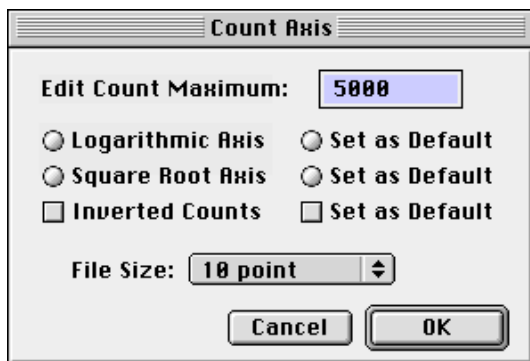 Count Axis
Edit Count Maximum: 5000
Logarithmic Axis Set as Default
Square Root Axis Set as Default
Inverted Counts Set as Default
File Size: 10 point
Cancel OK